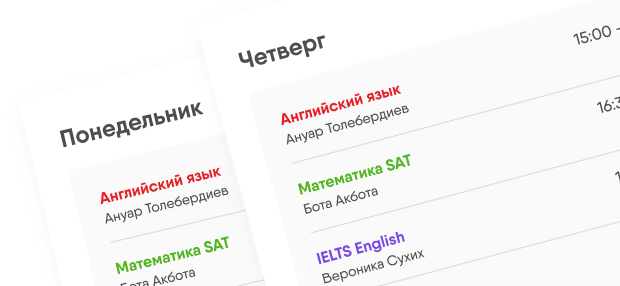 Понедельник
Английский язык
Ануар Толебердиев
Математика SAT
Бота Акбота
Четверг
15:00
Английский язык
Ануар Толебердиев
16:3
Математика SAT
Бота Акбота
IELTS English
Вероника Сухих